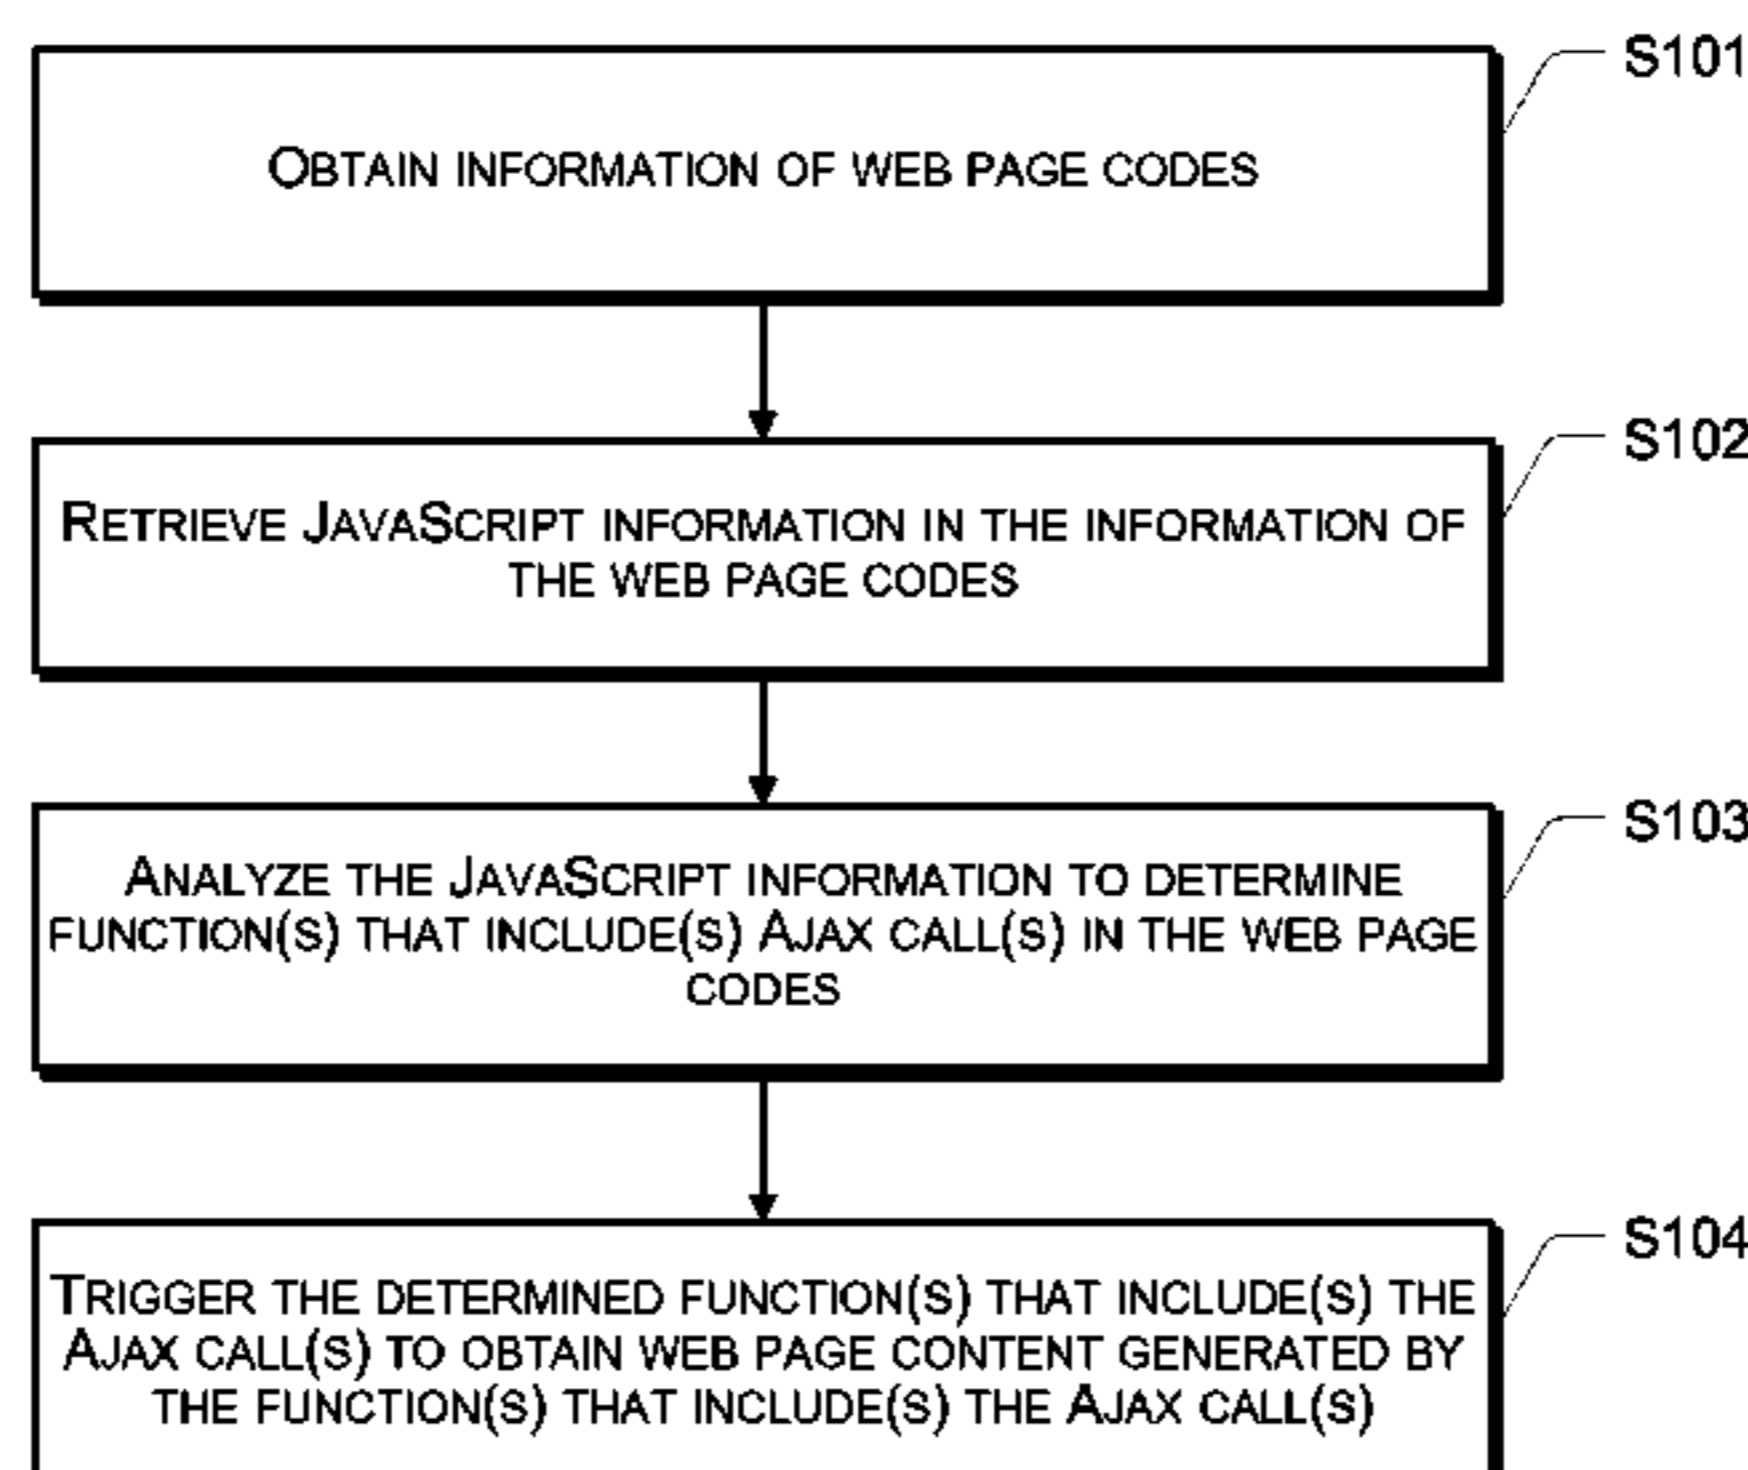 S101
OBTAIN INFORMATION OF WEB PAGE CODES
S102
RETRIEVE JAVASCRIPT INFORMATION IN THE INFORMATION OF
THE WEB PAGE CODES
S103
ANALYZE THE JAVASCRIPT INFORMATION TO DETERMINE
FUNCTION(S) THAT INCLUDE(S) AJAX CALL(S) IN THE WEB PAGE
CODES
S104
TRIGGER THE DETERMINED FUNCTION(S) THAT INCLUDE(S) THE
AJAX CALL(S) TO OBTAIN WEB PAGE CONTENT GENERATED BY
THE FUNCTION(S) THAT INCLUDE(S) THE AJAX CALL(S)